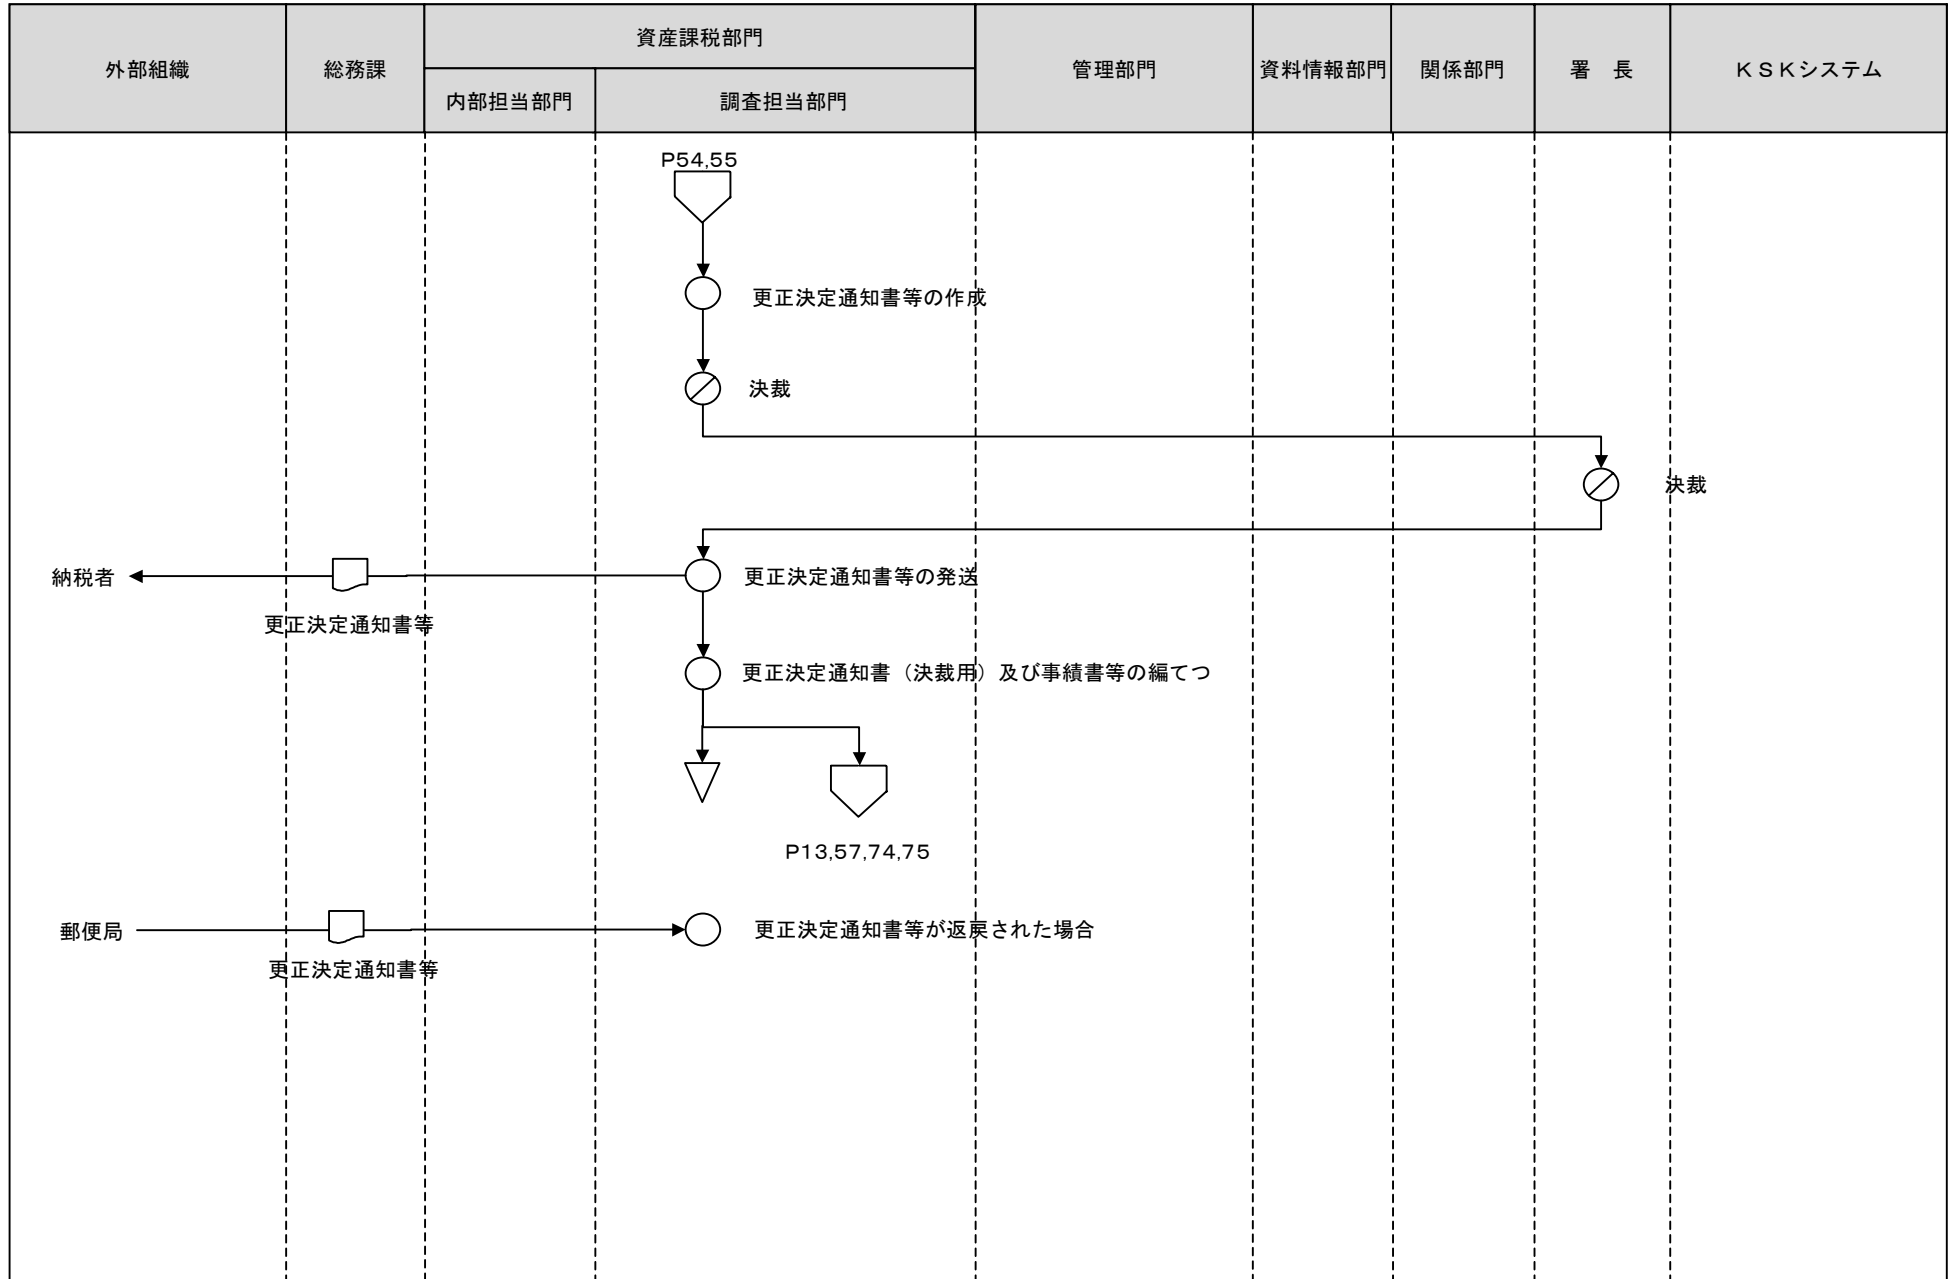 外部組織
総務課
資産課税部門
内部担当部門
調査担当部門
管理部門
資料情報部門
関係部門
署　長
ＫＳＫシステム
P54,55
更正決定通知書等の作成
決裁
決裁
納税者
更正決定通知書等の発送
更正決定通知書等
更正決定通知書（決裁用）及び事績書等の編てつ
P13,57,74,75
郵便局
更正決定通知書等が返戻された場合
更正決定通知書等